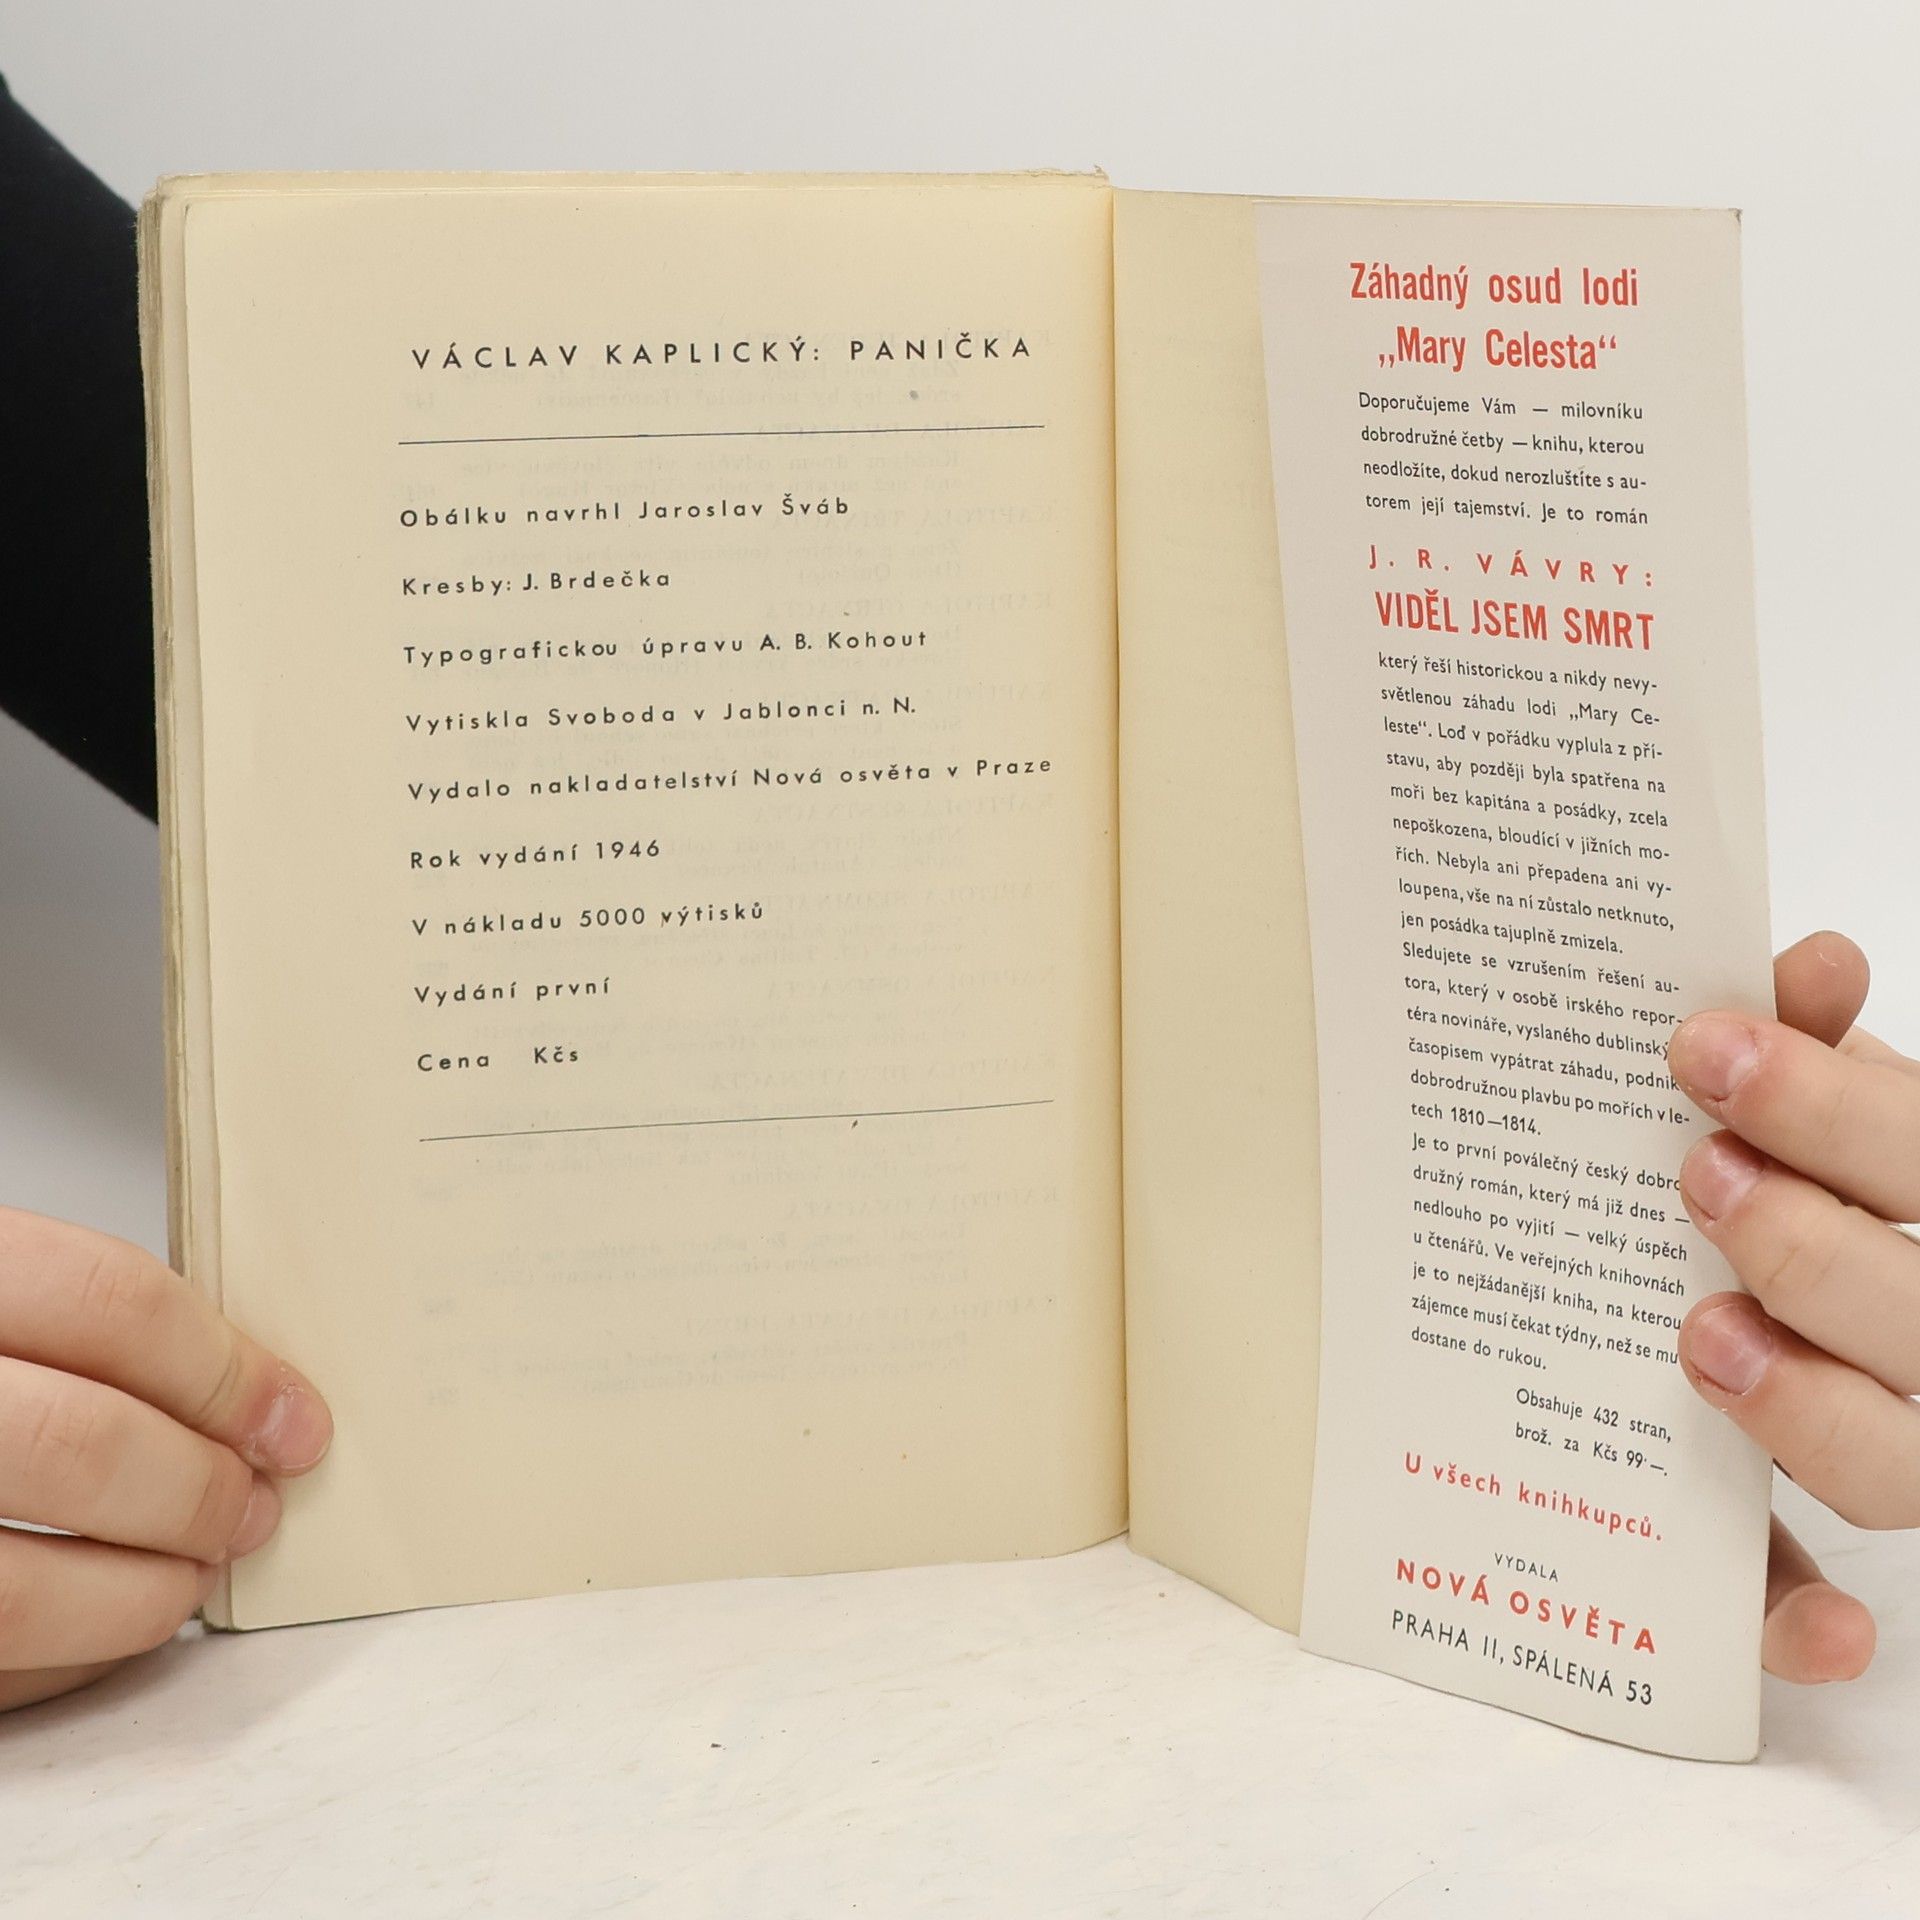 VÁCLAV KAPLICKÝ: PANIČKA
Obálku navrhl Jaroslav Šváb
Kresby: J. Brdečka
Typografickou úpravu A. B. Kohout
Vytiskla Svoboda v Jablonci n. N.
Vydalo nakladatelství Nová osvěta v Praze
Rok vydání 1946
V nákladu 5000 výtisků
Vydání první
Cena Kčs
Záhadný osud lodi
„Mary Celesta“
Doporučujeme Vám — milovníku
dobrodružné četby — knihu, kterou
neodložíte, dokud nerozluštíte s au-
torem její tajemství. Je to román
J. R. VÁVRY:
VIDĚL JSEM SMRT
který řeší historickou a nikdy nevy-
světlenou záhadu lodi „Mary Ce-
leste“. Loď v pořádku vyplula z pří-
stavu, aby později byla spatřena na
moři bez kapitána a posádky, zcela
nepoškozena, bloudící v jižních mo-
řích. Nebyla ani přepadena ani vy-
loupena, vše na ní zůstalo netknuto,
jen posádka tajuplně zmizela.
Sledujete se vzrušením řešení au-
tora, který v osobě irského repor-
téra novináře, vyslaného dublinský
časopisem vypátrat záhadu, podnik
dobrodružnou plavbu po mořích v le-
tech 1810—1814.
Je to první poválečný český dobro
družný román, který má již dnes —
nedlouho po vyjití — velký úspěch
u čtenářů. Ve veřejných knihovnách
je to nejžádanější kniha, na kterou
zájemce musí čekat týdny, než se mu
dostane do rukou.
Obsahuje 432 stran,
brož. za Kčs 99·—.
U všech knihkupců.
VYDALA
NOVÁ OSVĚTA
PRAHA II, SPÁLENÁ 53